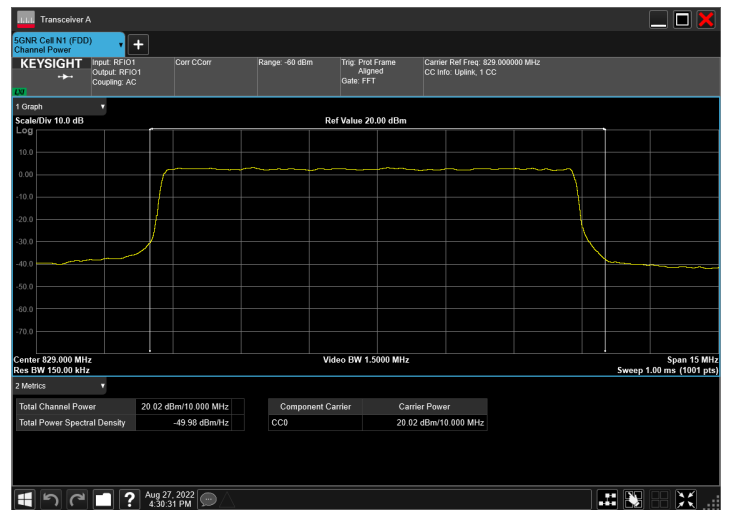 Transceiver A
5GNR Cell N1 (FDD)
Channel Power
KEYSIGHT
Input: RFIO1
Output: RFIO1
Coupling: AC
Corr CCorr
Range: -60 dBm
Trig: Prot Frame
Aligned
Gate: FFT
Carrier Ref Freq: 829.000000 MHz
CC Info: Uplink, 1 CC
1 Graph
Scale/Div 10.0 dB
Ref Value 20.00 dBm
Log
10.0
0.00
-10.0
-20.0
-30.0
-40.0
-60.0
-70.0
Center 829.000 MHz
Video BW 1.5000 MHz
Span 15 MHz
Res BW 150.00 kHz
Sweep 1.00 ms (1001 pts)
2 Metrics
Total Channel Power 20.02 dBm/10.000 MHz
Total Power Spectral Density -49.98 dBm/Hz
Component Carrier Carrier Power
CC0 20.02 dBm/10.000 MHz
Aug 27, 2022
4:30:31 PM